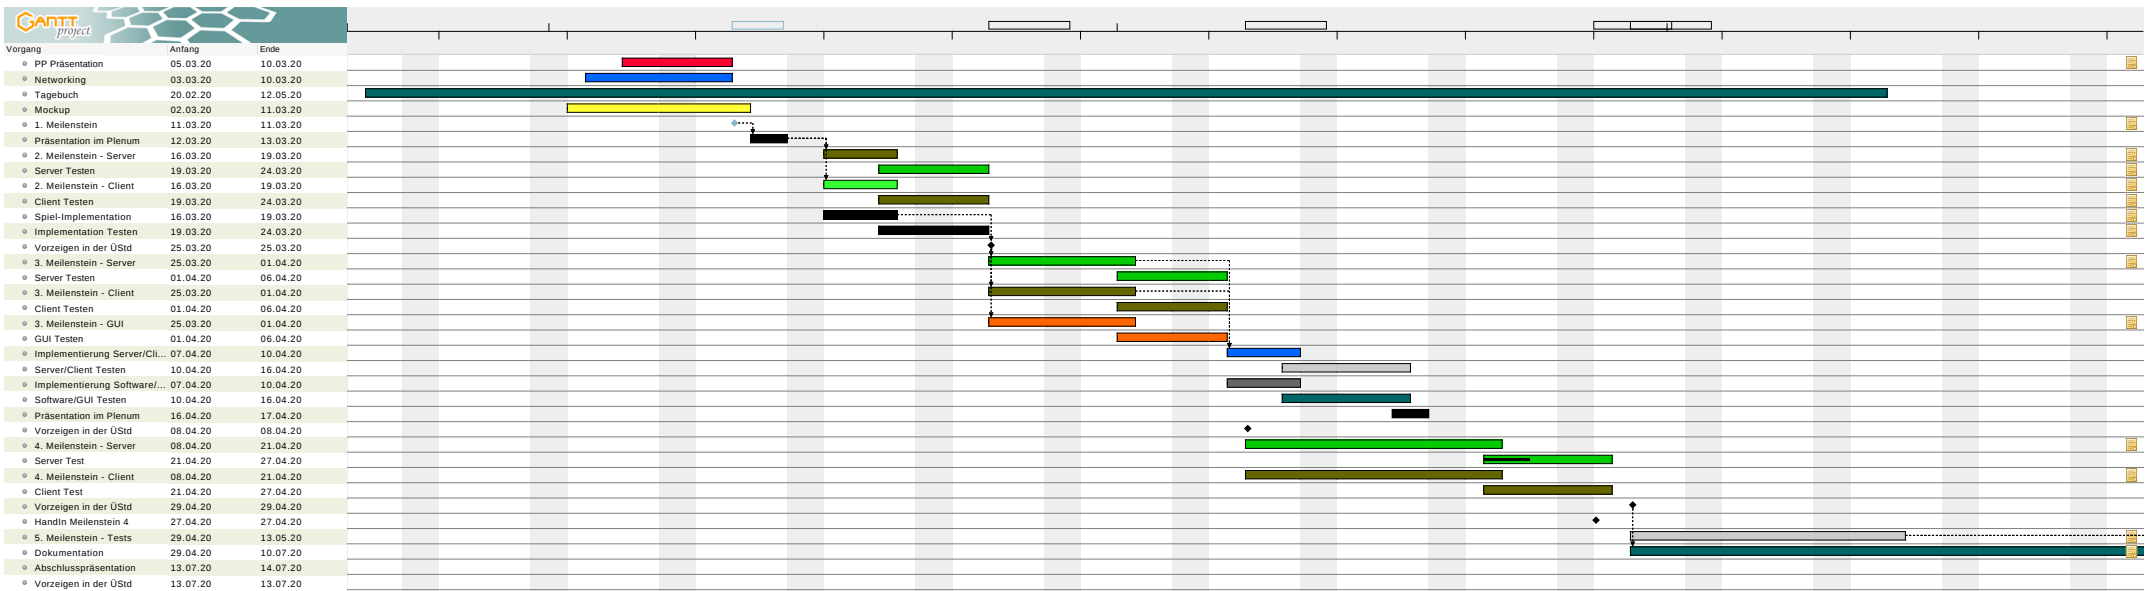 GANTT
project
Vorgang Anfang Ende
PP Präsentation 05.03.20 10.03.20
Networking 03.03.20 10.03.20
Tagebuch 20.02.20 12.05.20
Mockup 02.03.20 11.03.20
1. Meilenstein 11.03.20 11.03.20
Präsentation im Plenum 12.03.20 13.03.20
2. Meilenstein - Server 16.03.20 19.03.20
Server Testen 19.03.20 24.03.20
2. Meilenstein - Client 16.03.20 19.03.20
Client Testen 19.03.20 24.03.20
Spiel-Implementation 16.03.20 19.03.20
Implementation Testen 19.03.20 24.03.20
Vorzeigen in der ÜStd 25.03.20 25.03.20
3. Meilenstein - Server 25.03.20 01.04.20
Server Testen 01.04.20 06.04.20
3. Meilenstein - Client 25.03.20 01.04.20
Client Testen 01.04.20 06.04.20
3. Meilenstein - GUI 25.03.20 01.04.20
GUI Testen 01.04.20 06.04.20
Implementierung Server/Cli... 07.04.20 10.04.20
Server/Client Testen 10.04.20 16.04.20
Implementierung Software/... 07.04.20 10.04.20
Software/GUI Testen 10.04.20 16.04.20
Präsentation im Plenum 16.04.20 17.04.20
Vorzeigen in der ÜStd 08.04.20 08.04.20
4. Meilenstein - Server 08.04.20 21.04.20
Server Test 21.04.20 27.04.20
4. Meilenstein - Client 08.04.20 21.04.20
Client Test 21.04.20 27.04.20
Vorzeigen in der ÜStd 29.04.20 29.04.20
HandIn Meilenstein 4 27.04.20 27.04.20
5. Meilenstein - Tests 29.04.20 13.05.20
Dokumentation 29.04.20 10.07.20
Abschlusspräsentation 13.07.20 14.07.20
Vorzeigen in der ÜStd 13.07.20 13.07.20